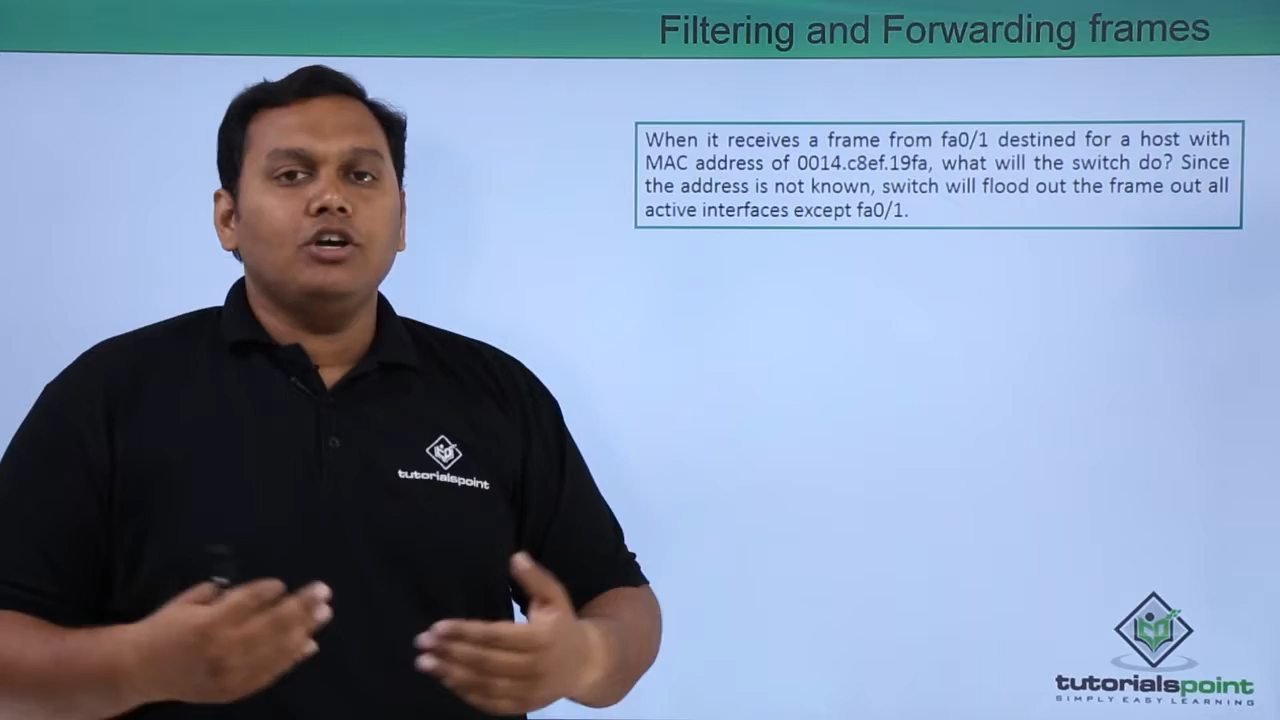 Filtering and Forwarding frames
When it receives a frame from fa0/1 destined for a host with
MAC address of 0014.c8ef.19fa, what will the switch do? Since
the address is not known, switch will flood out the frame out all
active interfaces except fa0/1.
tutorialspoint
tutorialspoint
SIMPLY EASY LEARNING